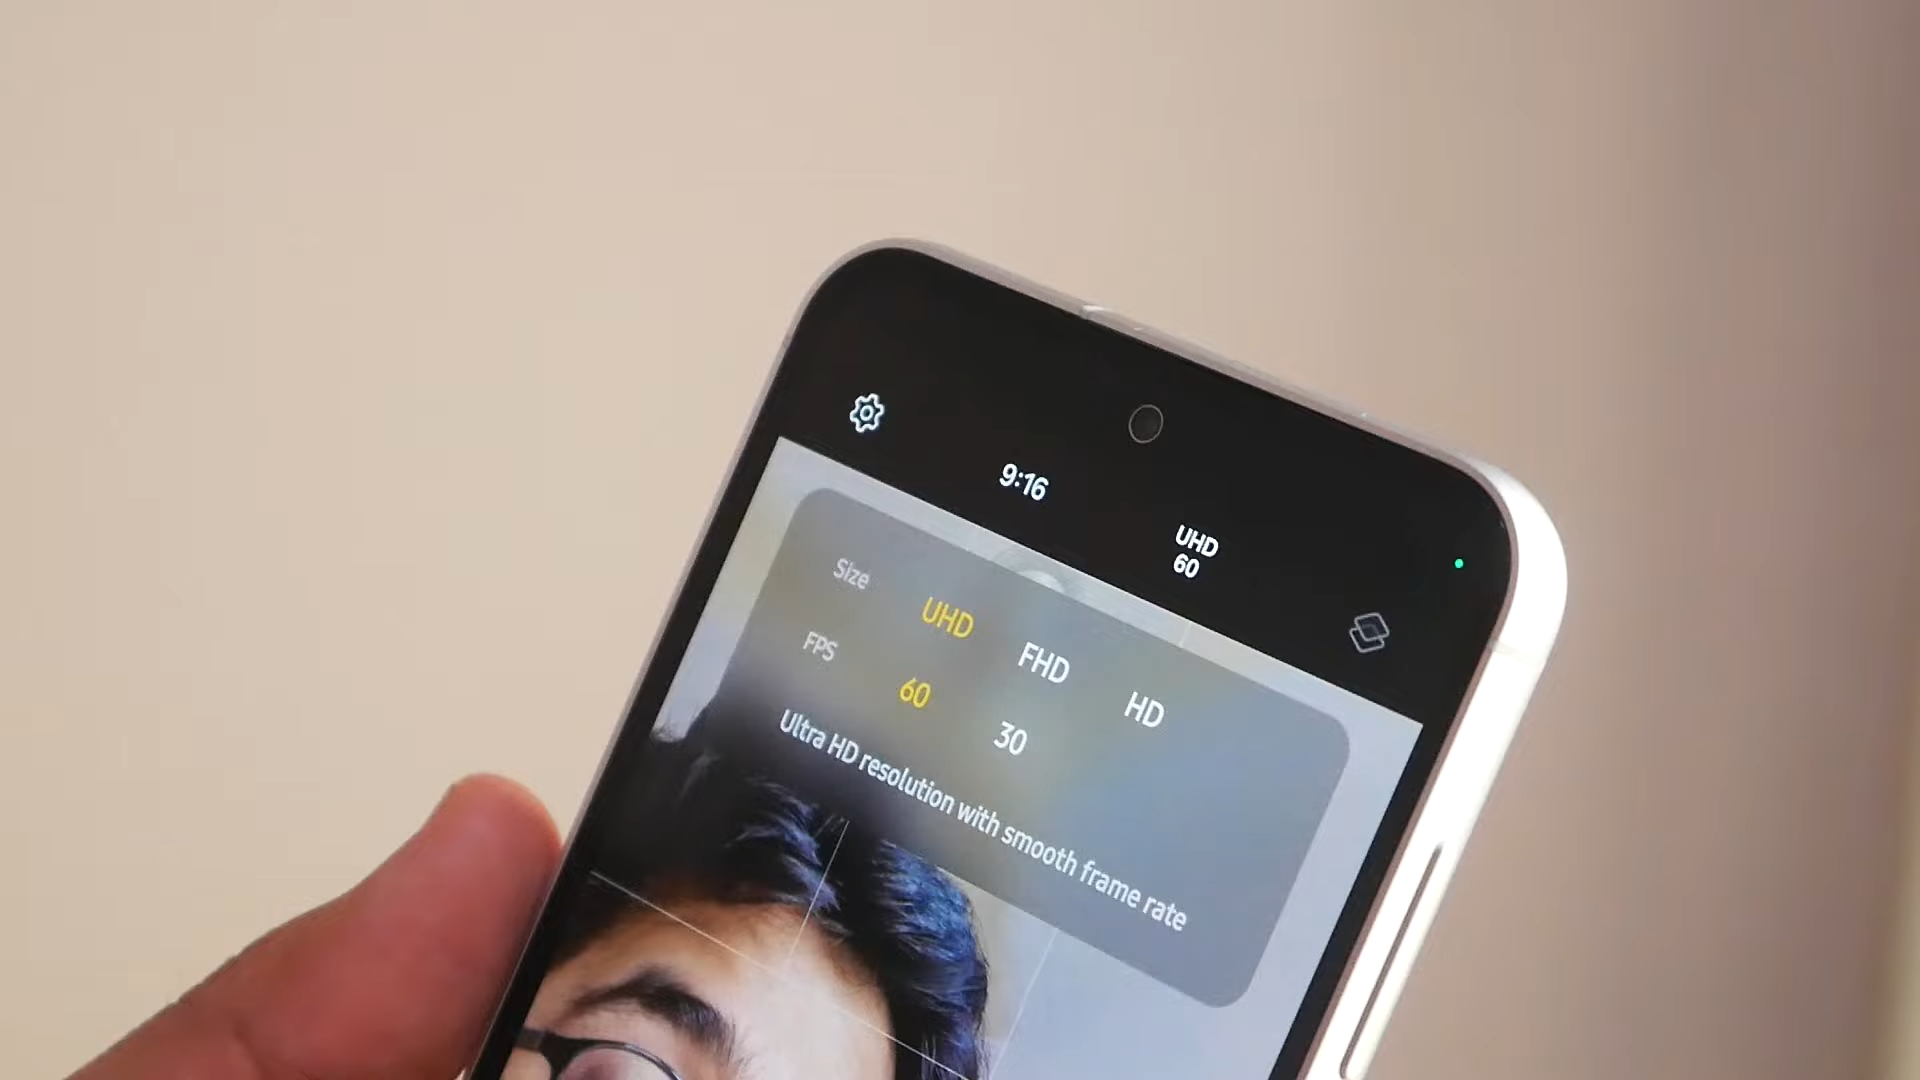 9:16
UHD
60
Size UHD FHD HD
FPS 60 30
Ultra HD resolution with smooth frame rate